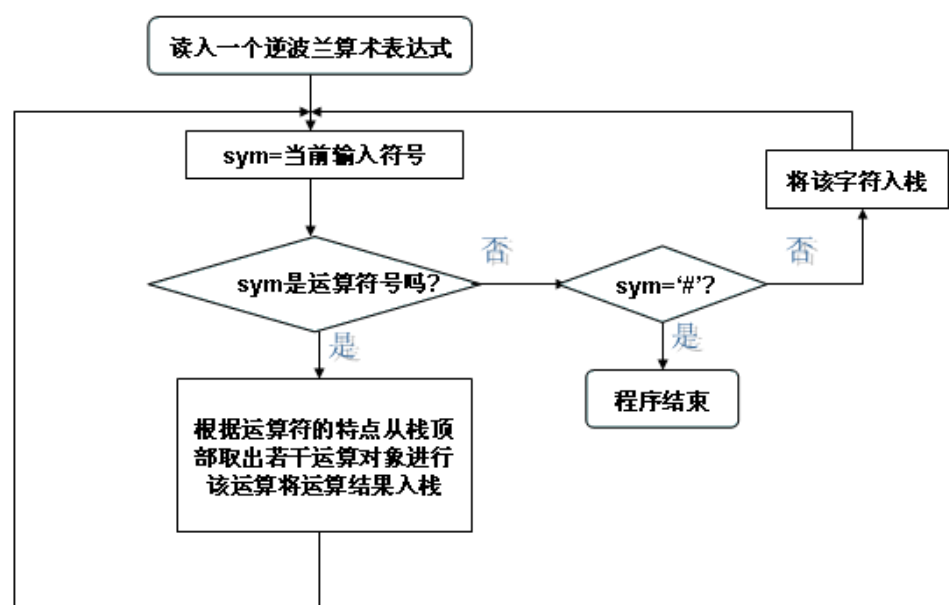 读入一个逆波兰算术表达式
sym=当前输入符号
将该字符入栈
sym是运算符号吗?
否
sym=‘#’?
否
是
是
程序结束
根据运算符的特点从栈顶
部取出若干运算对象进行
该运算将运算结果入栈